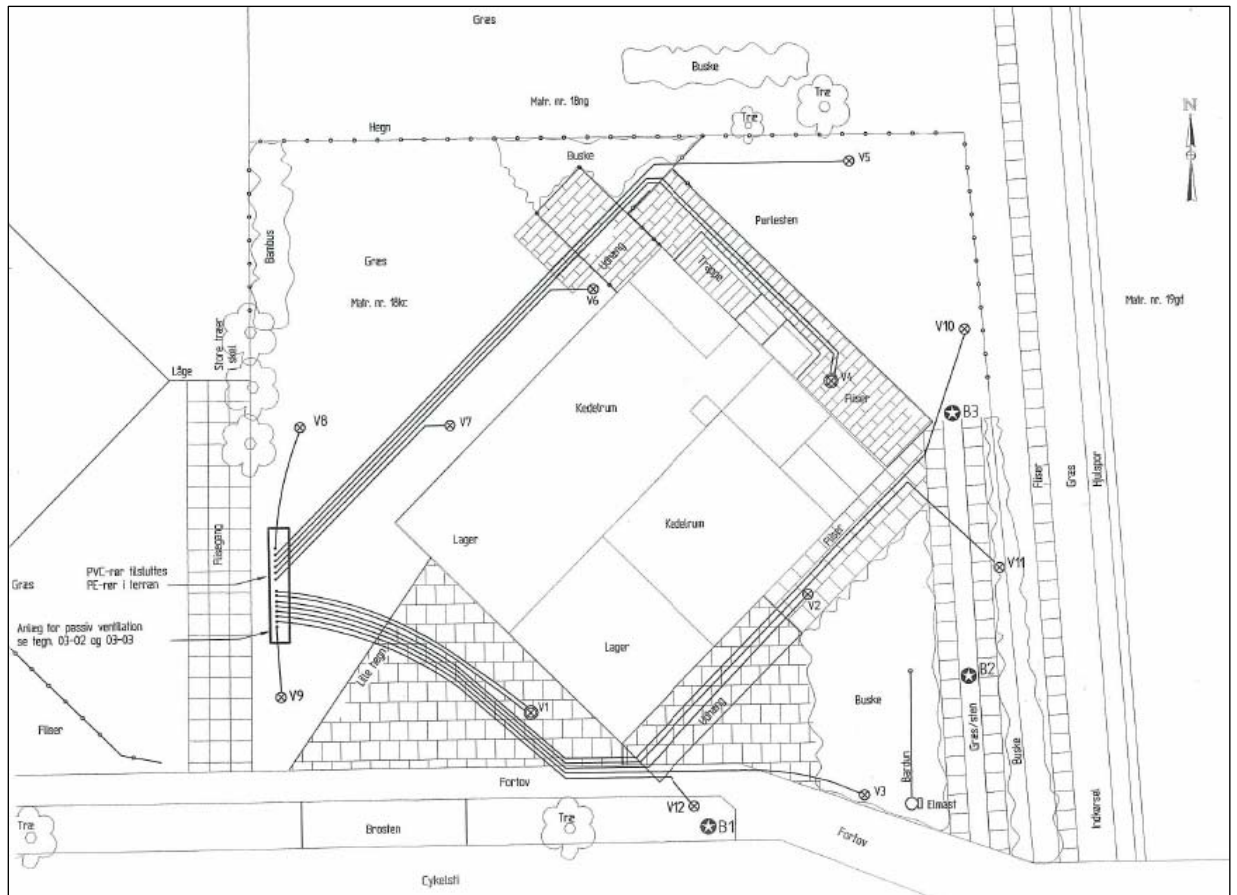 Græs
Buske
Træ
Træ
Matr. nr. 18ng
N
Hegn
Buske
V5
Perlesten
Bambus
Græs
Udhæng
Trappe
Matr. nr. 18kc
V6
Matr. nr. 19gd
V10
Store træer
i skel
Låge
V4
Fliser
Kedelrum
B3
V8
V7
Fliser
Græs
Hjulspor
Kedelrum
Flisegang
Lager
Fliser
V11
PVC-rør tilsluttes
PE-rør i terræn
Græs
V2
Anlæg for passiv ventilation
se tegn. 03-02 og 03-03
Lager
Lille hegn
B2
V9
Udhæng
Buske
V1
Græs/sten
Buske
Fliser
Bardun
Fortov
V3
Elmast
V12
Indkørsel
Træ
Brosten
Træ
B1
Fortov
Cykelsti